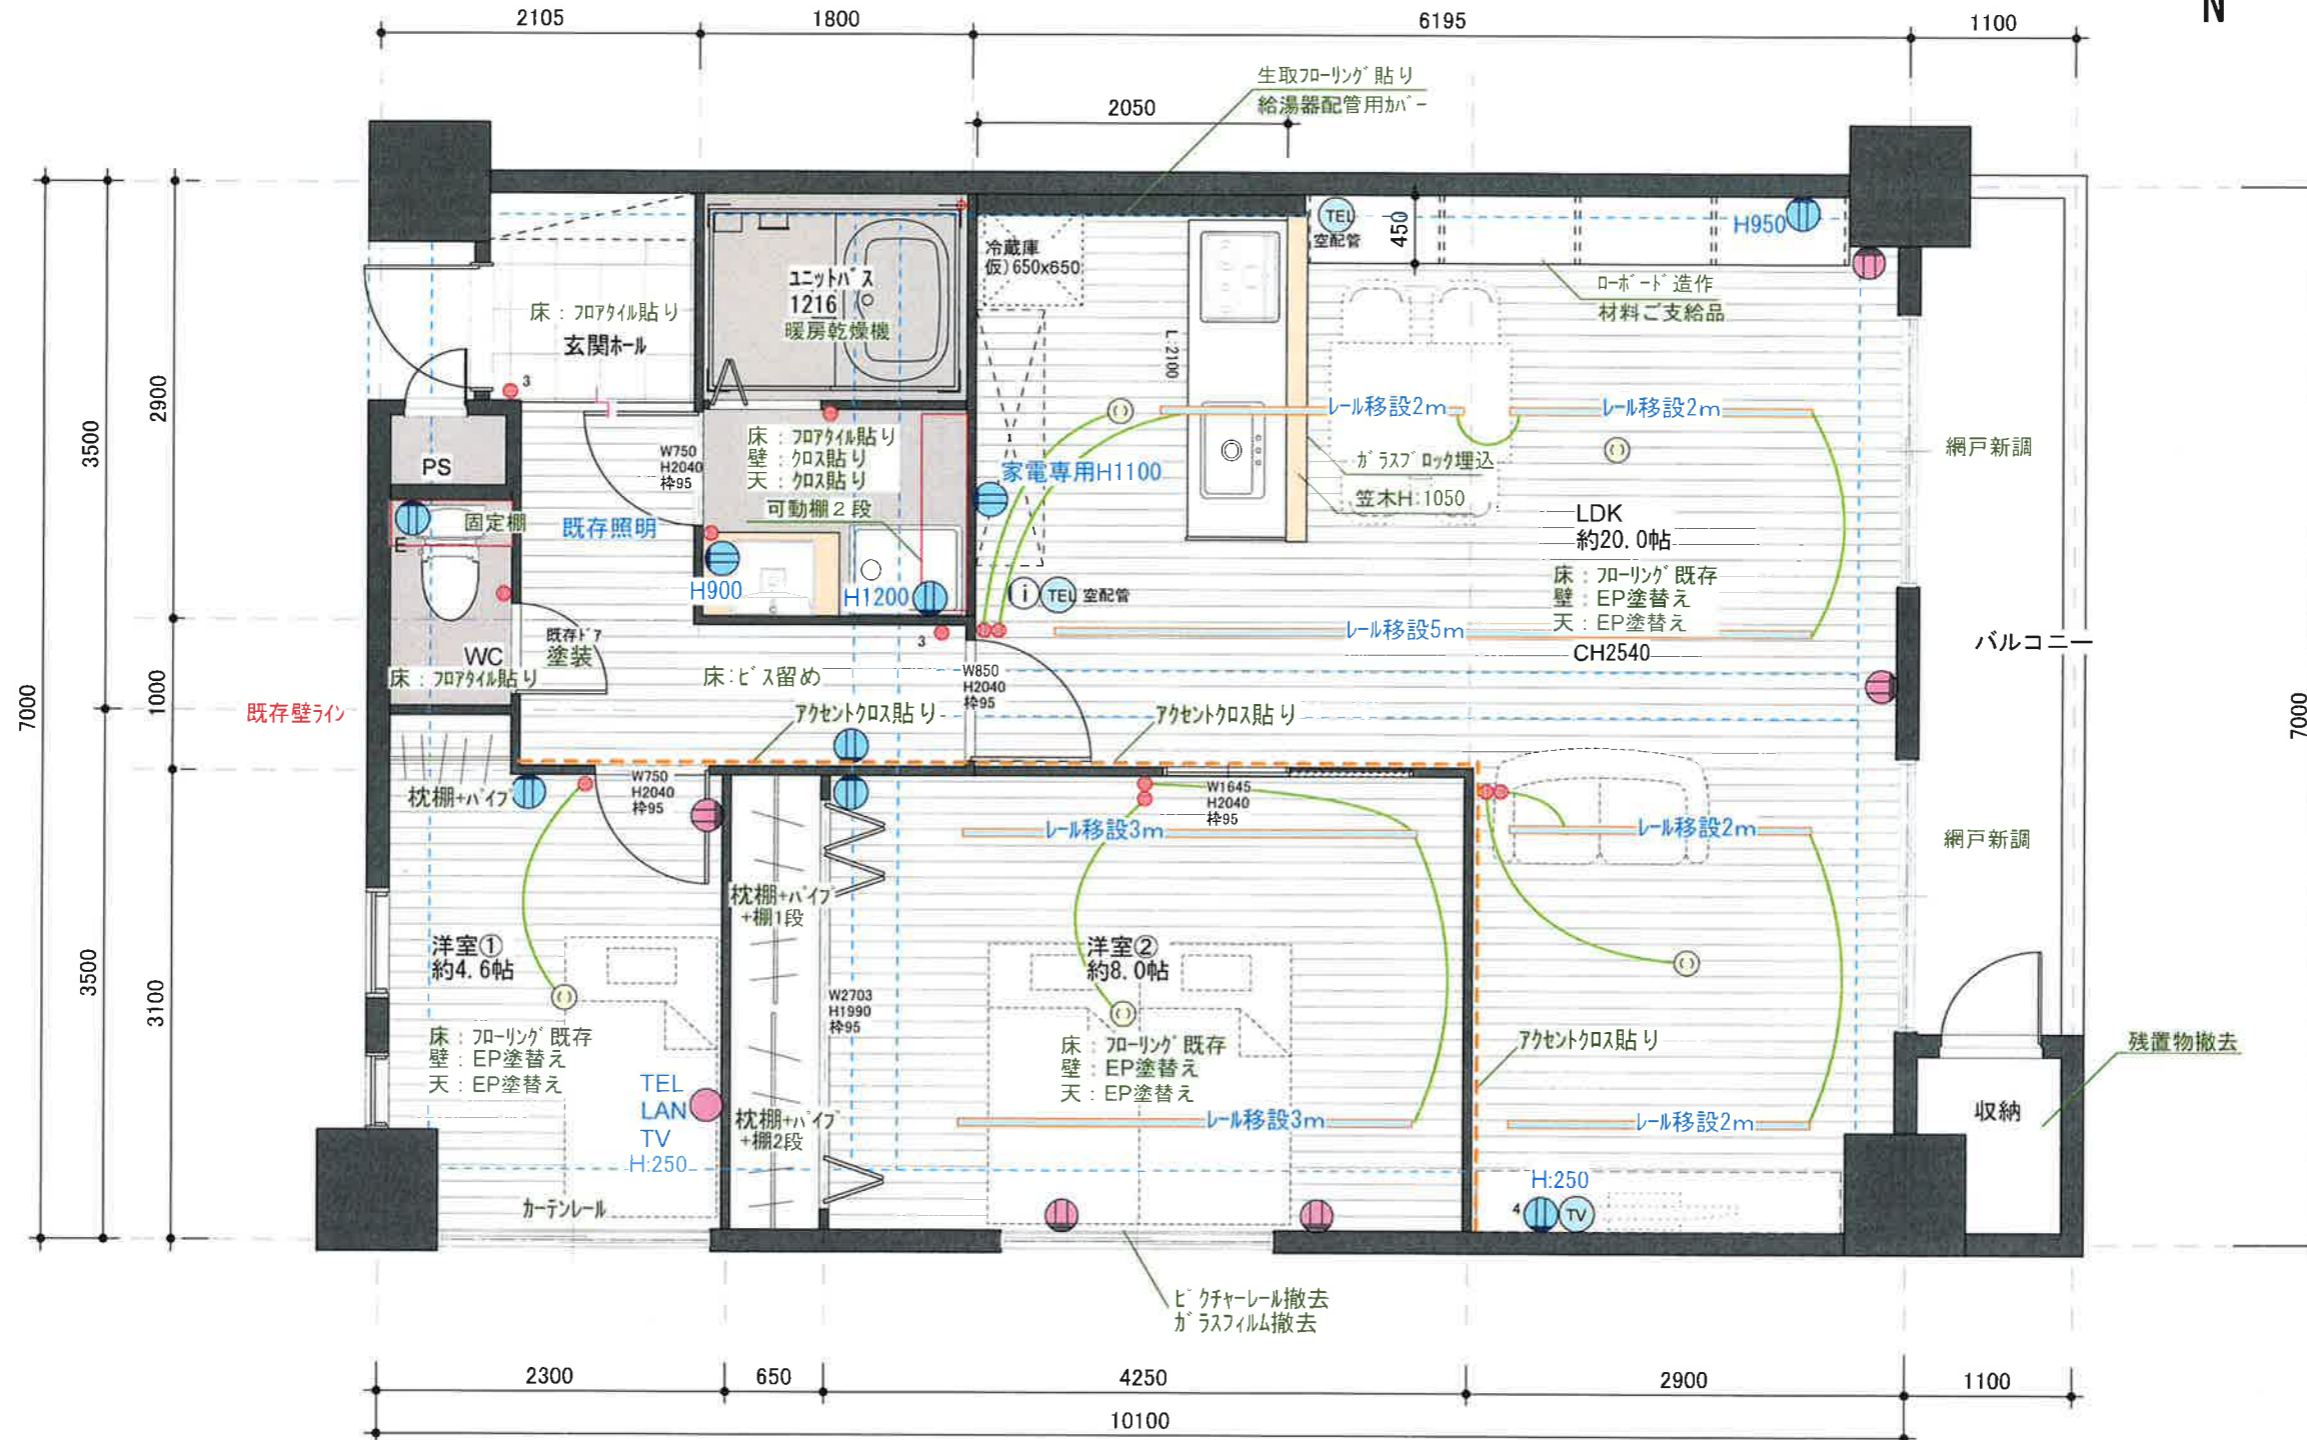 N
2105
1800
6195
1100
生取フローリング貼り
給湯器配管用カバー
2050
冷蔵庫
仮)650x650
TEL
空配管
450
H950
ユニットバス
1216
暖房乾燥機
ローボード造作
材料ご支給品
床：フロアタイル貼り
玄関ホール
L:2100
3
レール移設2m
レール移設2m
2900
3500
W750
H2040
枠95
床：フロアタイル貼り
壁：クロス貼り
天：クロス貼り
可動棚２段
網戸新調
ガラスブロック埋込
家電専用H1100
笠木H:1050
PS
固定棚
E
既存照明
LDK
約20.0帖
床：フローリング既存
壁：EP塗替え
天：EP塗替え
H900
H1200
i
TEL
空配管
レール移設5m
CH2540
バルコニー
既存ドア
塗装
3
WC
床：フロアタイル貼り
床:ビス留め
W850
H2040
枠95
7000
1000
7000
既存壁ライン
アクセントクロス貼り
アクセントクロス貼り
枕棚+パイプ
W750
H2040
枠95
W1645
H2040
枠95
レール移設3m
レール移設2m
網戸新調
枕棚+パイプ
+棚1段
洋室①
約4.6帖
洋室②
約8.0帖
3500
3100
W2703
H1990
枠95
床：フローリング既存
壁：EP塗替え
天：EP塗替え
床：フローリング既存
壁：EP塗替え
天：EP塗替え
アクセントクロス貼り
残置物撤去
TEL
LAN
TV
H:250
枕棚+パイプ
+棚2段
レール移設3m
レール移設2m
収納
カーテンレール
H:250
4
TV
ピクチャーレール撤去
ガラスフィルム撤去
2300
650
4250
2900
1100
10100